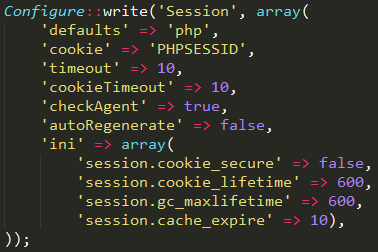 Configure::write('Session', array(
    'defaults' => 'php',
    'cookie' => 'PHPSESSID',
    'timeout' => 10,
    'cookieTimeout' => 10,
    'checkAgent' => true,
    'autoRegenerate' => false,
    'ini' => array(
        'session.cookie_secure' => false,
        'session.cookie_lifetime' => 600,
        'session.gc_maxlifetime' => 600,
        'session.cache_expire' => 10),
));